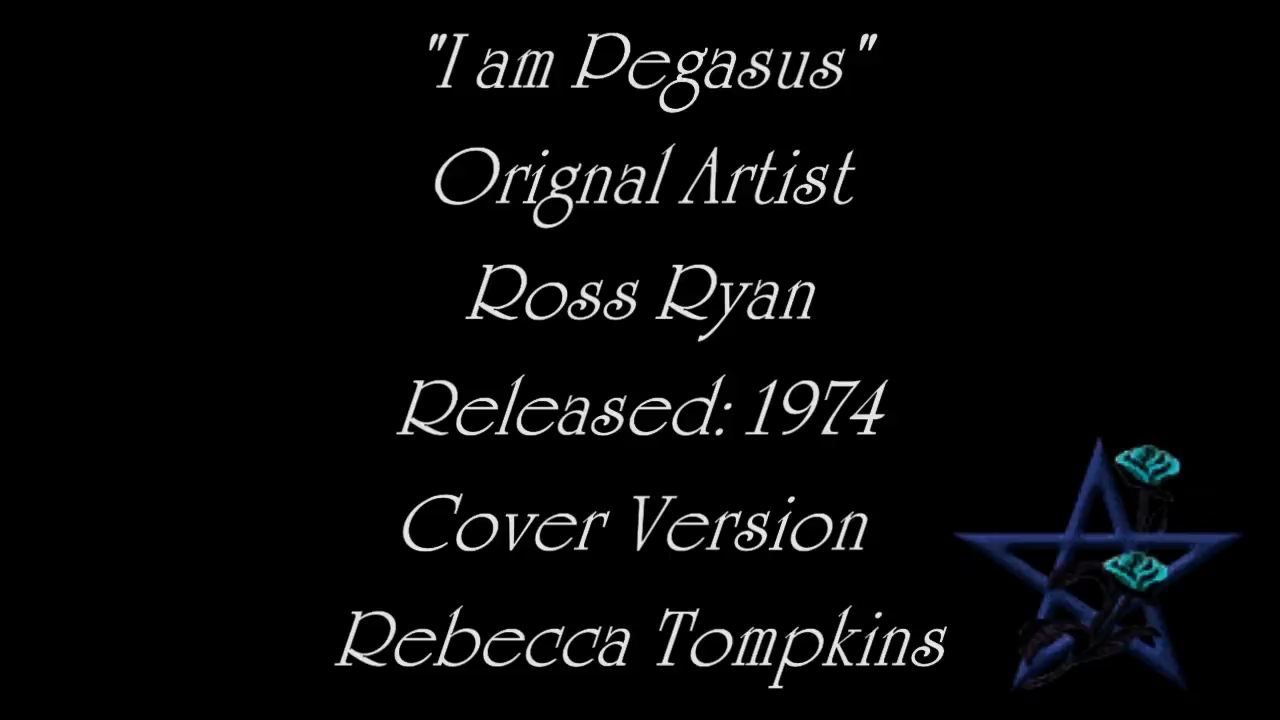 "I am Pegasus"
Orignal Artist
Ross Ryan
Released: 1974
Cover Version
Rebecca Tompkins